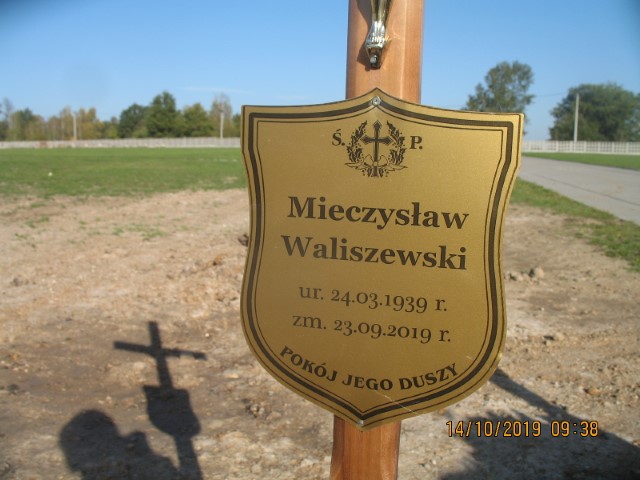 Ś. P.
Mieczysław
Waliszewski
ur. 24.03.1939 r.
zm. 23.09.2019 r.
POKÓJ JEGO DUSZY
14/10/2019 09:38